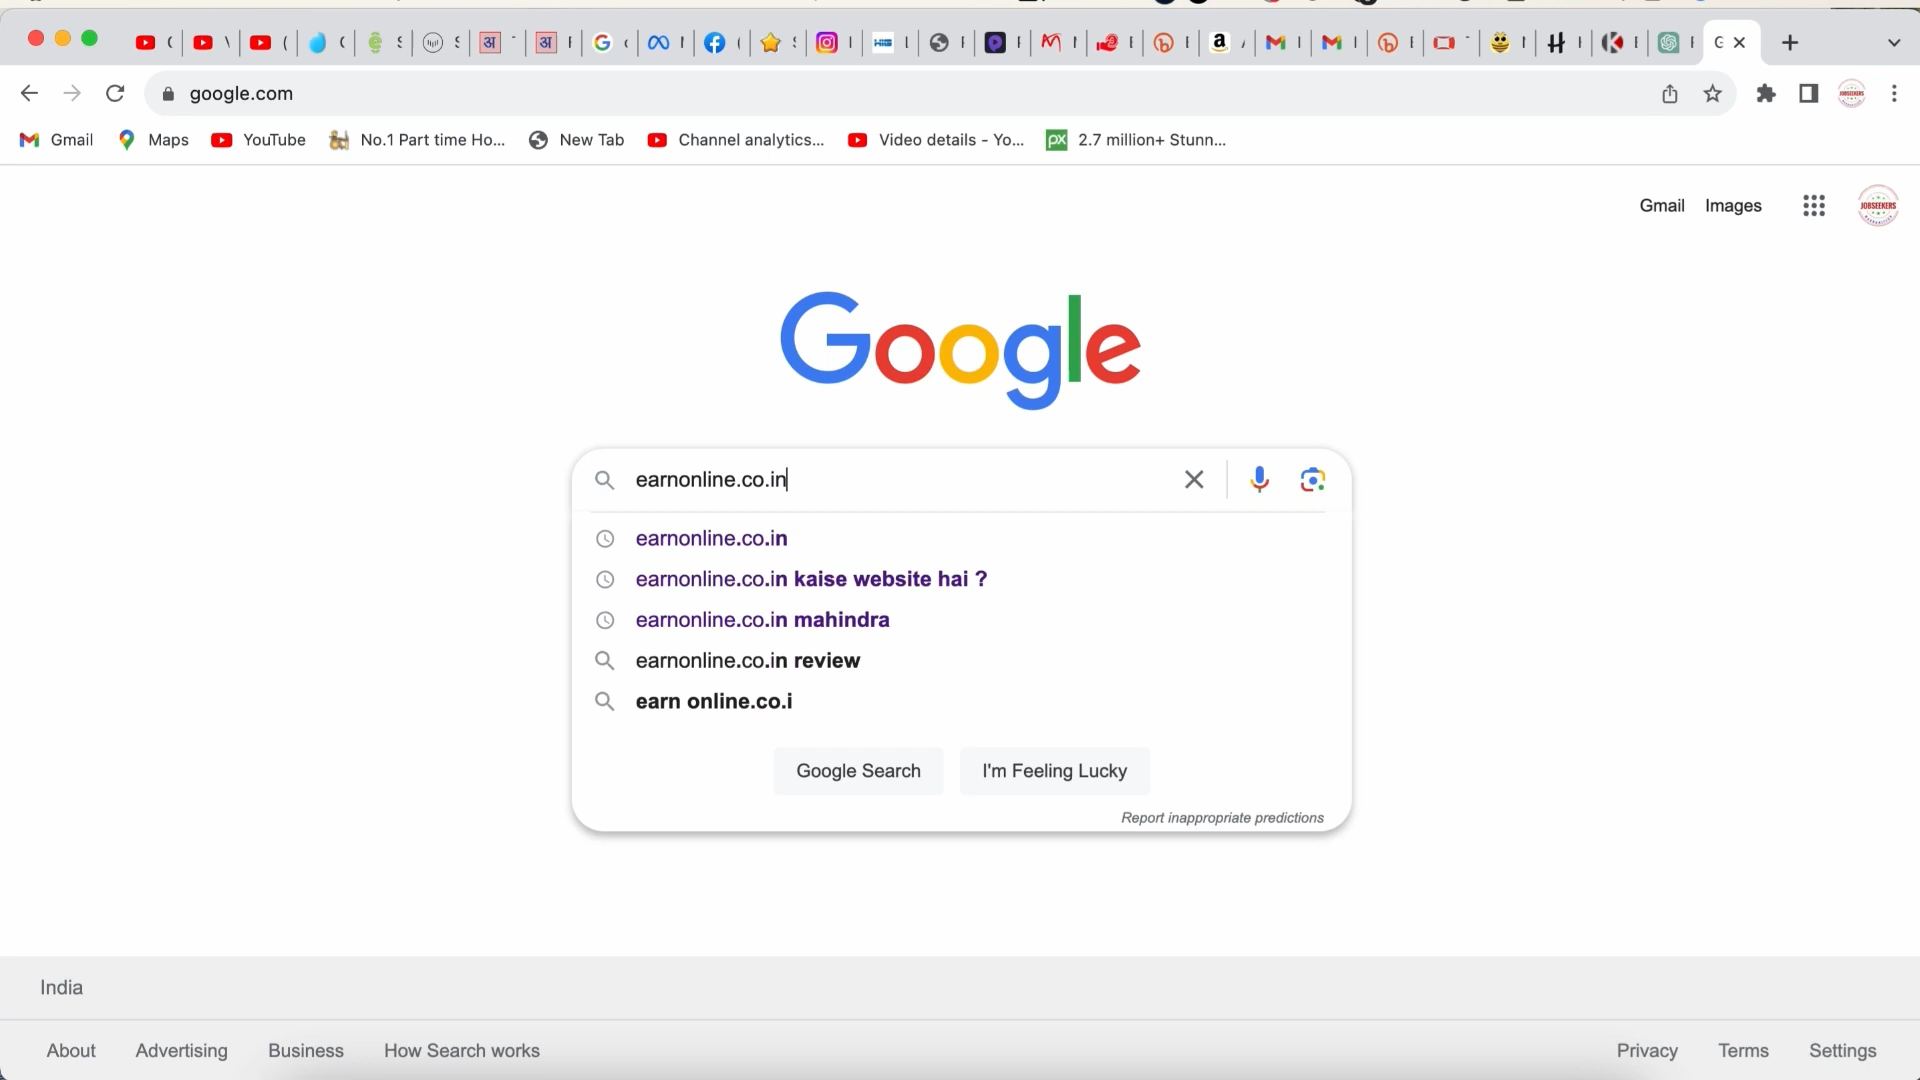 google.com
Gmail Maps YouTube No.1 Part time Ho... New Tab Channel analytics... Video details - Yo... 2.7 million+ Stunn...
Gmail Images JOBSEEKERS
Google
earnonline.co.in
earnonline.co.in
earnonline.co.in kaise website hai ?
earnonline.co.in mahindra
earnonline.co.in review
earn online.co.i
Google Search I'm Feeling Lucky
Report inappropriate predictions
India
About Advertising Business How Search works Privacy Terms Settings